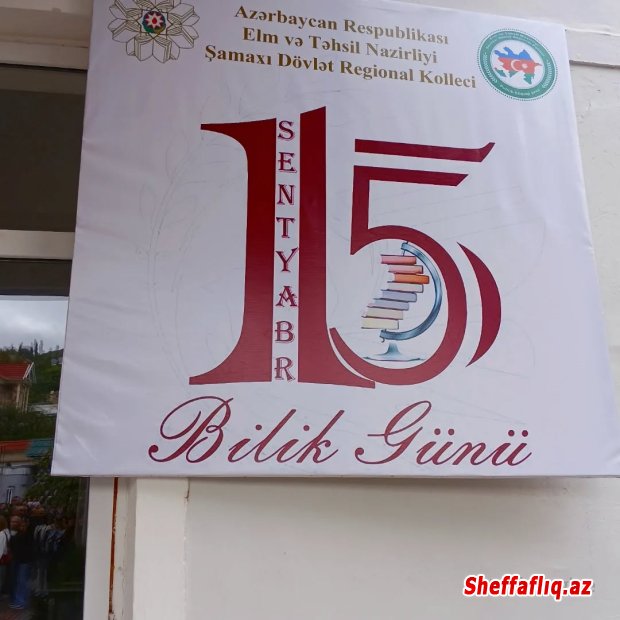 Azərbaycan Respublikası
Elm və Təhsil Nazirliyi
Şamaxı Dövlət Regional Kolleci
15
SENTYABR
Bilik Günü
Sheffaflıq.az